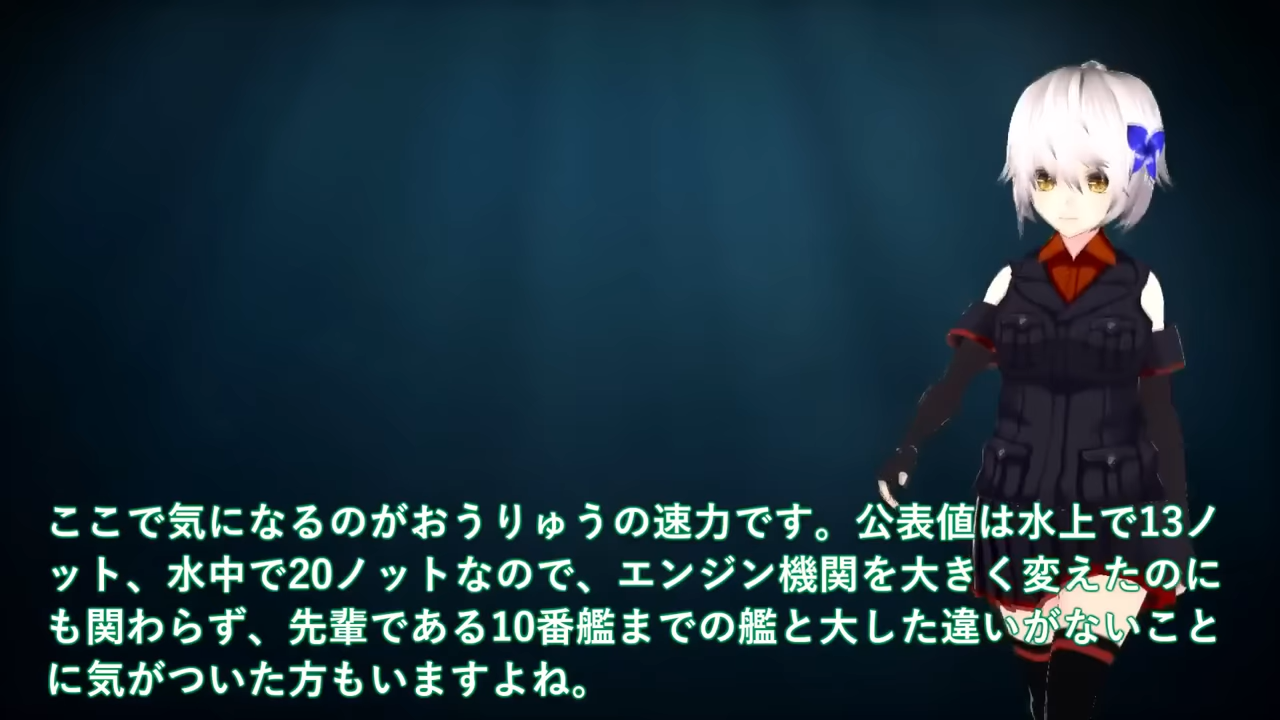 ここで気になるのがおうりゅうの速力です。公表値は水上で13ノ
ット、水中で20ノットなので、エンジン機関を大きく変えたのに
も関わらず、先輩である10番艦までの艦と大した違いがないこと
に気がついた方もいますよね。